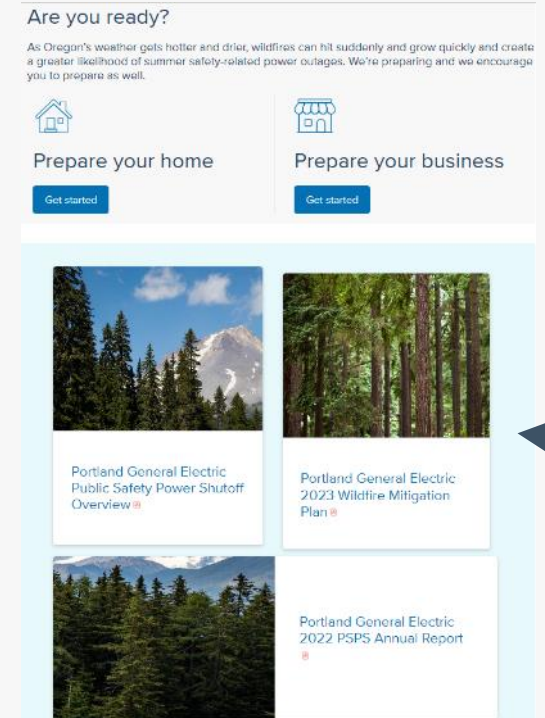 Are you ready?
As Oregon's weather gets hotter and drier, wildfires can hit suddenly and grow quickly and create
a greater likelihood of summer safety-related power outages. We're preparing and we encourage
you to prepare as well.
Prepare your home
Get started
Prepare your business
Get started
Portland General Electric
Public Safety Power Shutoff
Overview
Portland General Electric
2023 Wildfire Mitigation
Plan
Portland General Electric
2022 PSPS Annual Report